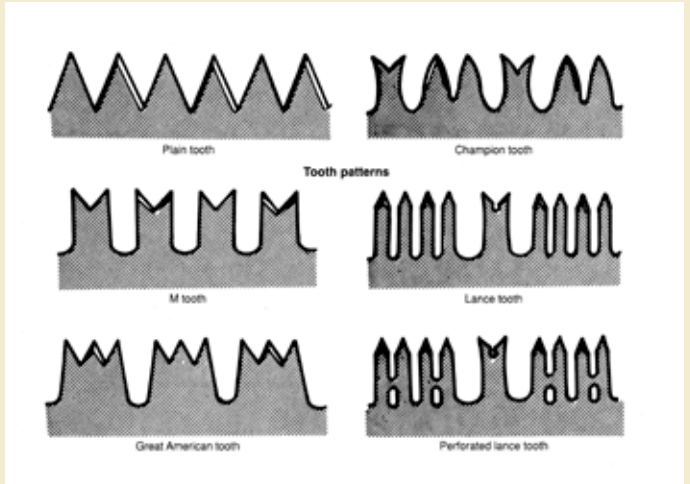 Plain tooth
Champion tooth
Tooth patterns
M tooth
Lance tooth
Great American tooth
Perforated lance tooth